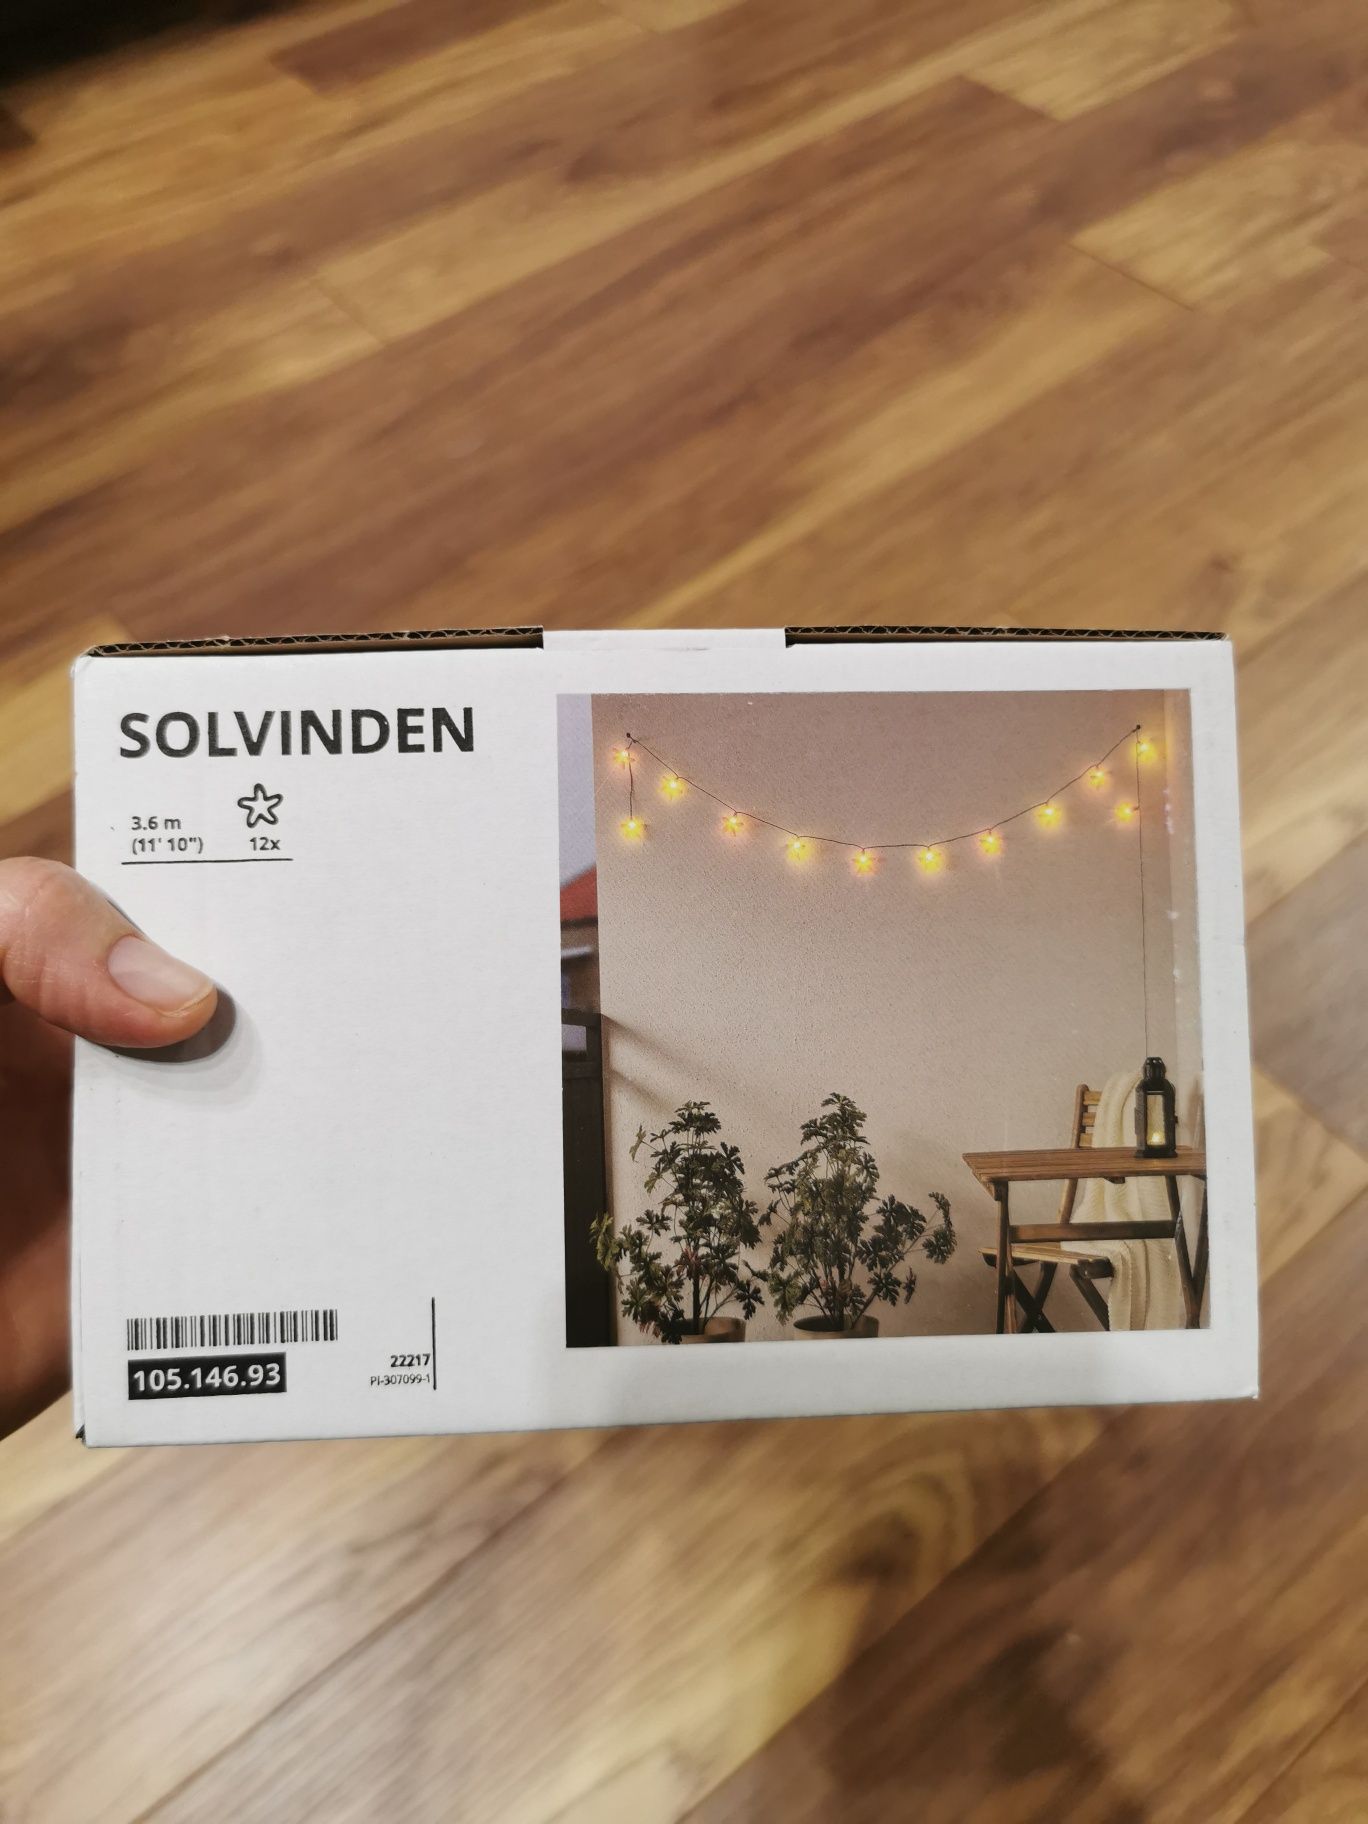 SOLVINDEN
3.6 m
(11' 10")
12x
105.146.93
22217
PI-307099-1